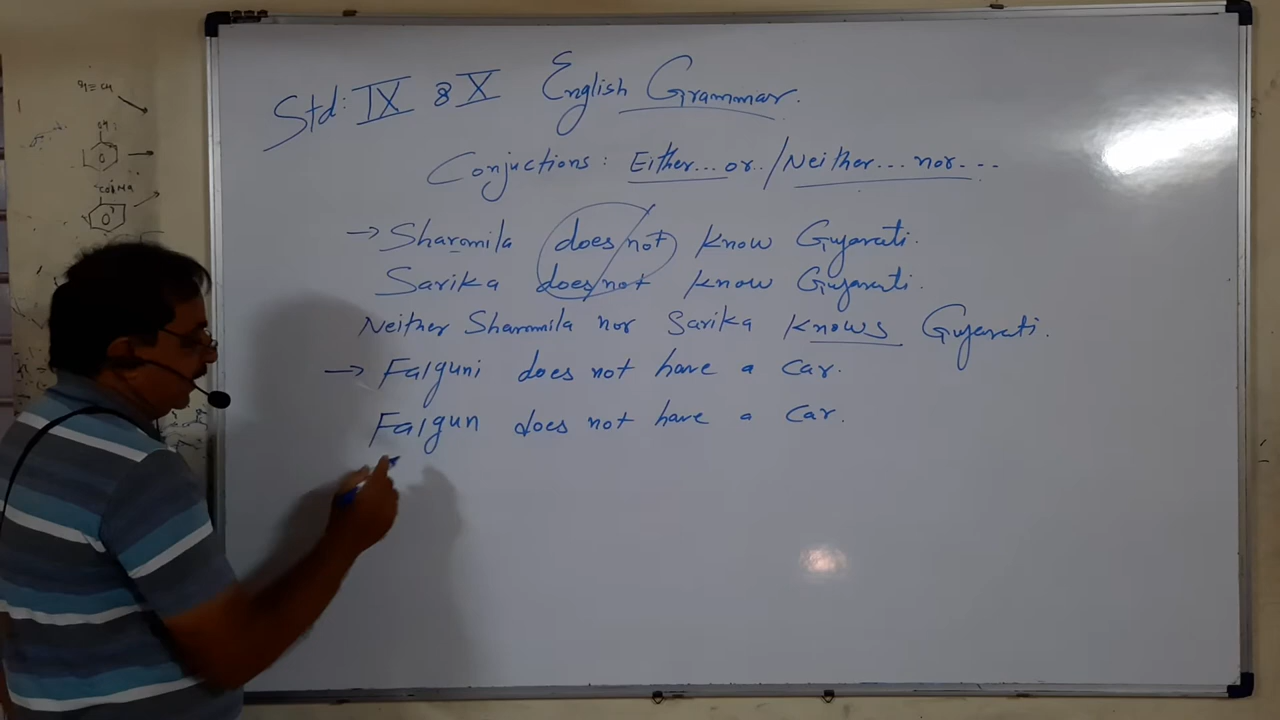 Std: IX & X English Grammar.
Conjuctions: Either...or../Neither...nor...
→ Sharmila does not know Gujarati.
Sarika does not know Gujarati.
Neither Sharmila nor Sarika knows Gujarati.
→ Falguni does not have a car.
Falgun does not have a car.